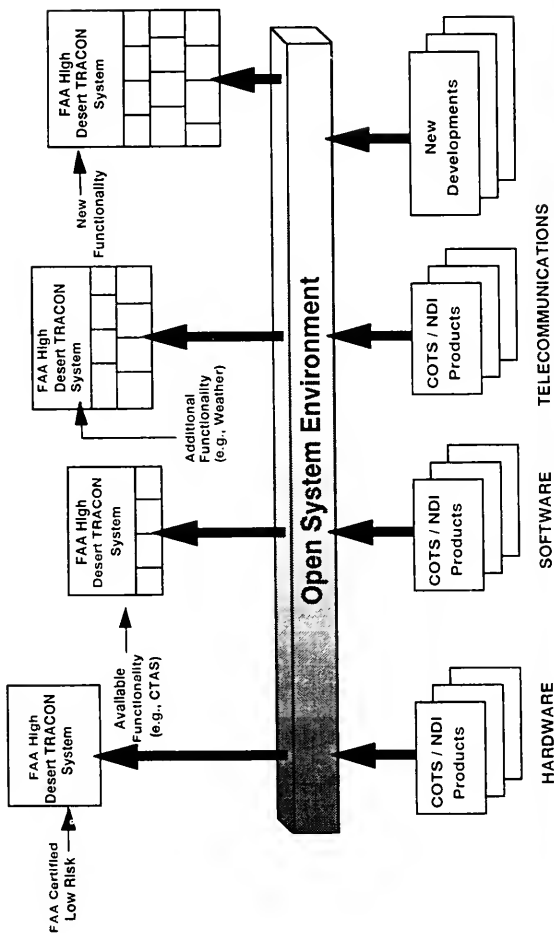 FAA Certified
Low Risk
FAA High
Desert TRACON
System
Available
Functionality
(e.g., CTAS)
FAA High
Desert TRACON
System
Additional
Functionality
(e.g., Weather)
FAA High
Desert TRACON
System
New
Functionality
FAA High
Desert TRACON
System
Open System Environment
COTS / NDI
Products
COTS / NDI
Products
COTS / NDI
Products
New
Developments
HARDWARE
SOFTWARE
TELECOMMUNICATIONS